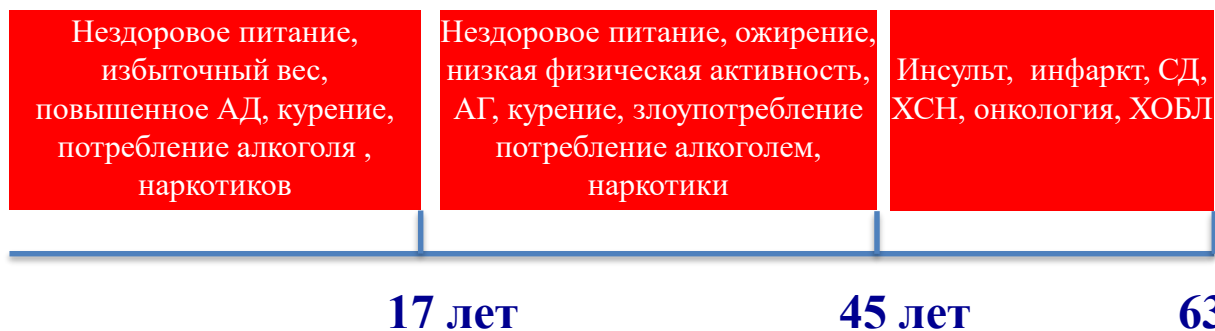 Нездоровое питание,
избыточный вес,
повышенное АД, курение,
потребление алкоголя ,
наркотиков
Нездоровое питание, ожирение,
низкая физическая активность,
АГ, курение, злоупотребление
потребление алкоголем,
наркотики
Инсульт, инфаркт, СД,
ХСН, онкология, ХОБЛ
17 лет
45 лет
63